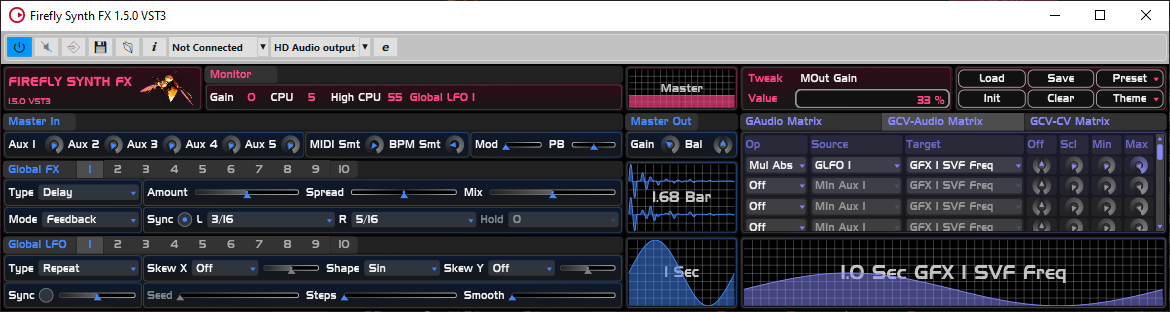 Firefly Synth FX 1.5.0 VST3
i Not Connected HD Audio output e
FIREFLY SYNTH FX
1.5.0 VST3
Monitor
Gain 0 CPU 5 High CPU 55 Global LFO 1
Master
Tweak MOut Gain
Value 33 %
Load Save Preset
Init Clear Theme
Master In
Aux 1 Aux 2 Aux 3 Aux 4 Aux 5 MIDI Smt BPM Smt Mod PB
Master Out
Gain Bal
GAudio Matrix GCV-Audio Matrix GCV-CV Matrix
Op Source Target Off Scl Min Max
Mul Abs GLFO 1 GFX 1 SVF Freq
Off Min Aux 1 GFX 1 SVF Freq
Off Min Aux 1 GFX 1 SVF Freq
Off Min Aux 1 GFX 1 SVF Freq
Global FX 1 2 3 4 5 6 7 8 9 10
Type Delay Amount Spread Mix
Mode Feedback Sync L 3/16 R 5/16 Hold 0
1.68 Bar
Global LFO 1 2 3 4 5 6 7 8 9 10
Type Repeat Skew X Off Shape Sin Skew Y Off
Sync Seed Steps Smooth
1 Sec
1.0 Sec GFX 1 SVF Freq